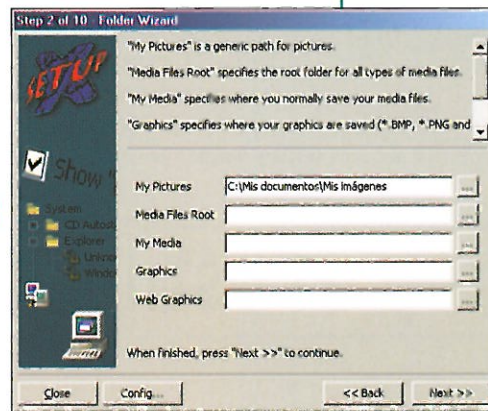 Step 2 of 10 - Folder Wizard
"My Pictures" is a generic path for pictures.
"Media Files Root" specifies the root folder for all types of media files.
"My Media" specifies where you normally save your media files.
"Graphics" specifies where your graphics are saved (*.BMP, *.PNG and
SETUP
Show
System
CD Autos
Explorer
Unkno
Windo
My Pictures C:\Mis documentos\Mis imágenes ...
Media Files Root ...
My Media ...
Graphics ...
Web Graphics ...
When finished, press "Next >>" to continue.
Close Config... << Back Next >>